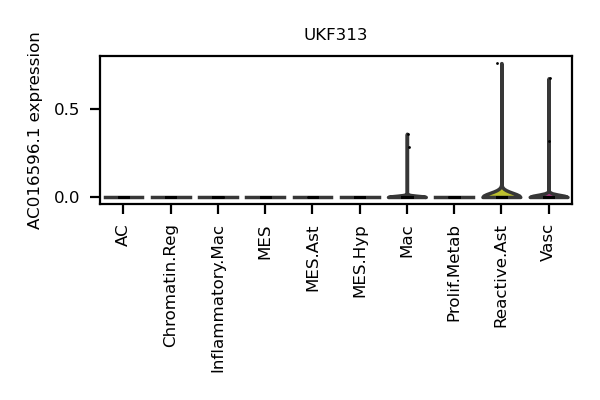 UKF313
AC016596.1 expression
0.5
0.0
AC
Chromatin.Reg
Inflammatory.Mac
MES
MES.Ast
MES.Hyp
Mac
Prolif.Metab
Reactive.Ast
Vasc